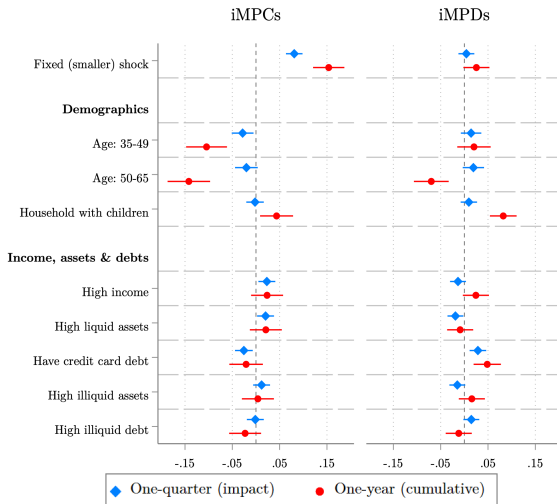 iMPCs iMPDs
Fixed (smaller) shock
Demographics
Age: 35-49
Age: 50-65
Household with children
Income, assets & debts
High income
High liquid assets
Have credit card debt
High illiquid assets
High illiquid debt
-.15 -.05 .05 .15 -.15 -.05 .05 .15
One-quarter (impact) One-year (cumulative)